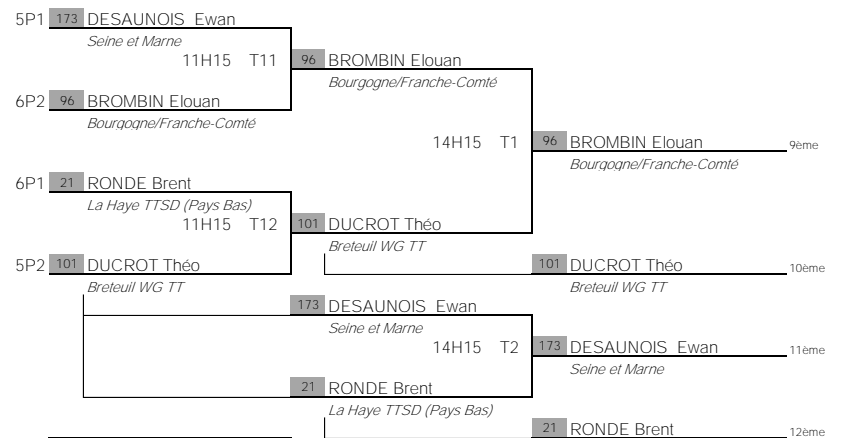 5P1 173 DESAUNOIS Ewan
Seine et Marne
11H15 T11 96 BROMBIN Elouan
Bourgogne/Franche-Comté
6P2 96 BROMBIN Elouan
Bourgogne/Franche-Comté
14H15 T1 96 BROMBIN Elouan 9ème
Bourgogne/Franche-Comté
6P1 21 RONDE Brent
La Haye TTSD (Pays Bas)
11H15 T12 101 DUCROT Théo
Breteuil WG TT
5P2 101 DUCROT Théo 101 DUCROT Théo 10ème
Breteuil WG TT Breteuil WG TT
173 DESAUNOIS Ewan
Seine et Marne
14H15 T2 173 DESAUNOIS Ewan 11ème
Seine et Marne
21 RONDE Brent
La Haye TTSD (Pays Bas)
21 RONDE Brent 12ème